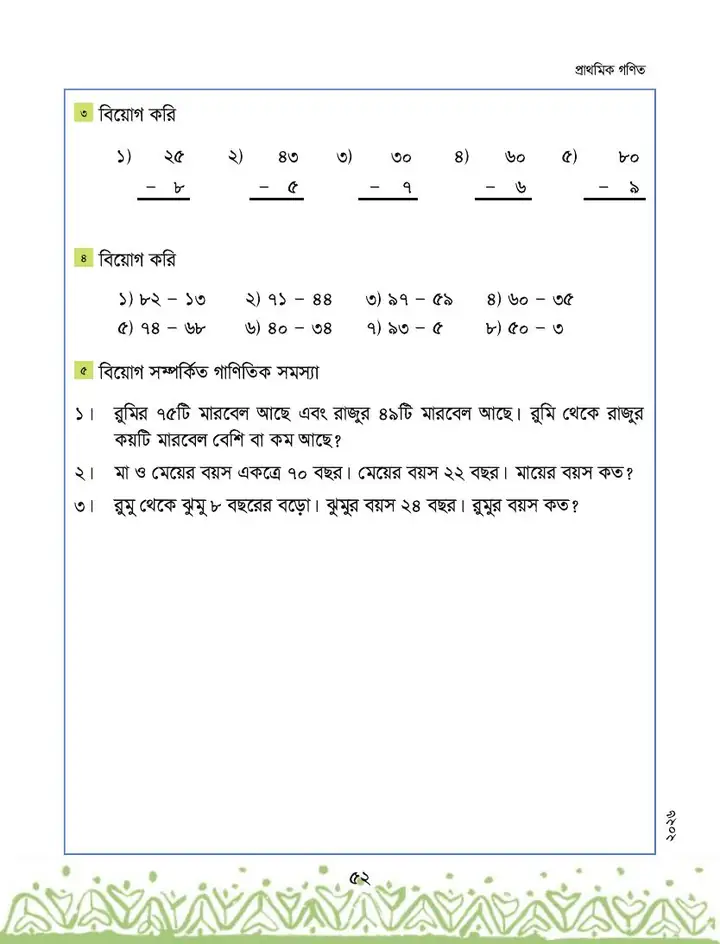 প্রাথমিক গণিত
৩ বিয়োগ করি
১) ২৫ ২) ৪৩ ৩) ৩০ ৪) ৬০ ৫) ৮০
– ৮ – ৫ – ৭ – ৬ – ৯
৪ বিয়োগ করি
১) ৮২ – ১৩ ২) ৭১ – ৪৪ ৩) ৯৭ – ৫৯ ৪) ৬০ – ৩৫
৫) ৭৪ – ৬৮ ৬) ৪০ – ৩৪ ৭) ৯৩ – ৫ ৮) ৫০ – ৩
৫ বিয়োগ সম্পর্কিত গাণিতিক সমস্যা
১। রুমির ৭৫টি মারবেল আছে এবং রাজুর ৪৯টি মারবেল আছে। রুমি থেকে রাজুর
কয়টি মারবেল বেশি বা কম আছে?
২। মা ও মেয়ের বয়স একত্রে ৭০ বছর। মেয়ের বয়স ২২ বছর। মায়ের বয়স কত?
৩। রুমু থেকে ঝুমু ৮ বছরের বড়ো। ঝুমুর বয়স ২৪ বছর। রুমুর বয়স কত?
২০২৬
৫২